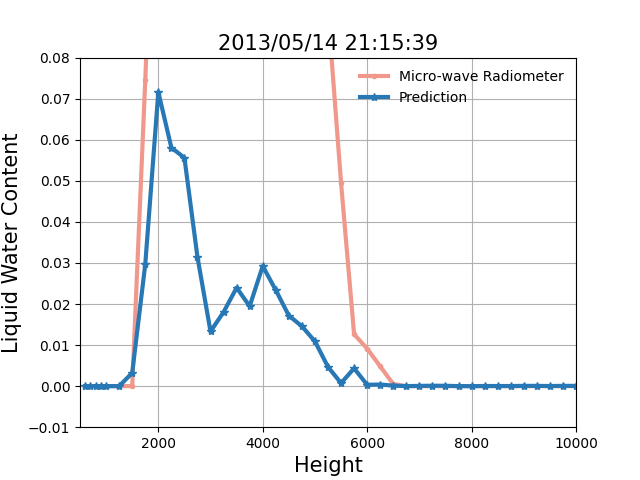 2013/05/14 21:15:39
Micro-wave Radiometer
Prediction
Liquid Water Content
0.08
0.07
0.06
0.05
0.04
0.03
0.02
0.01
0.00
−0.01
2000 4000 6000 8000 10000
Height